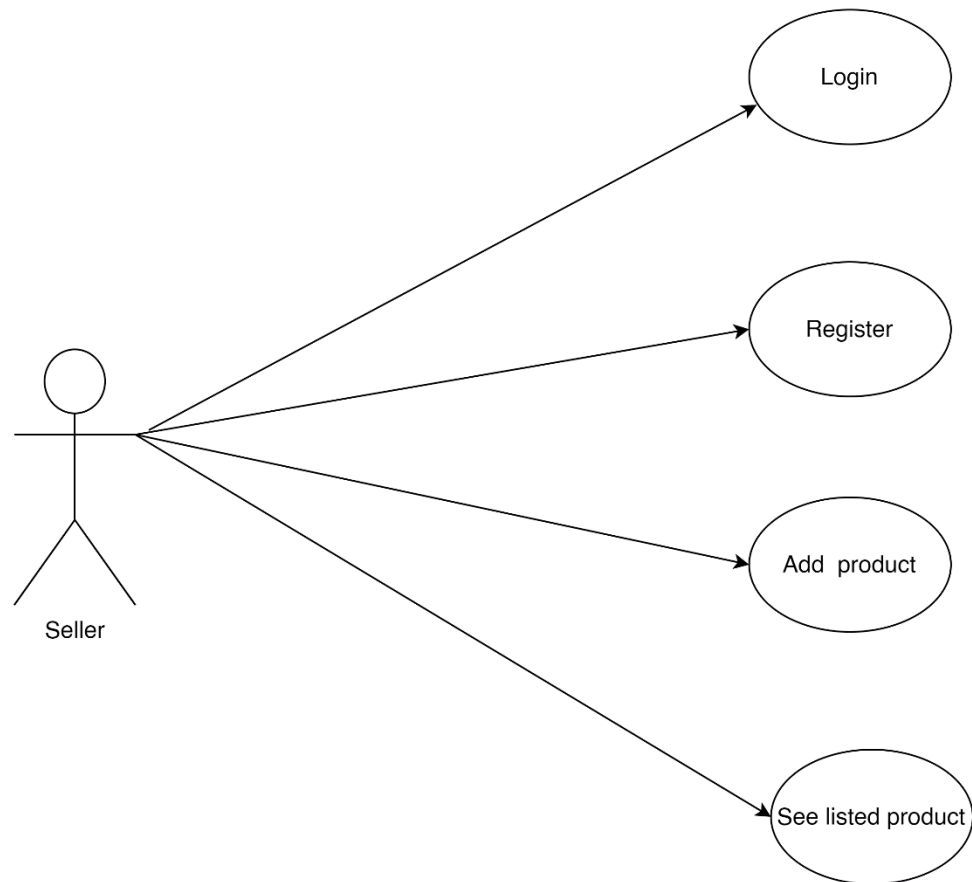 Login
Register
Add  product
Seller
See listed product